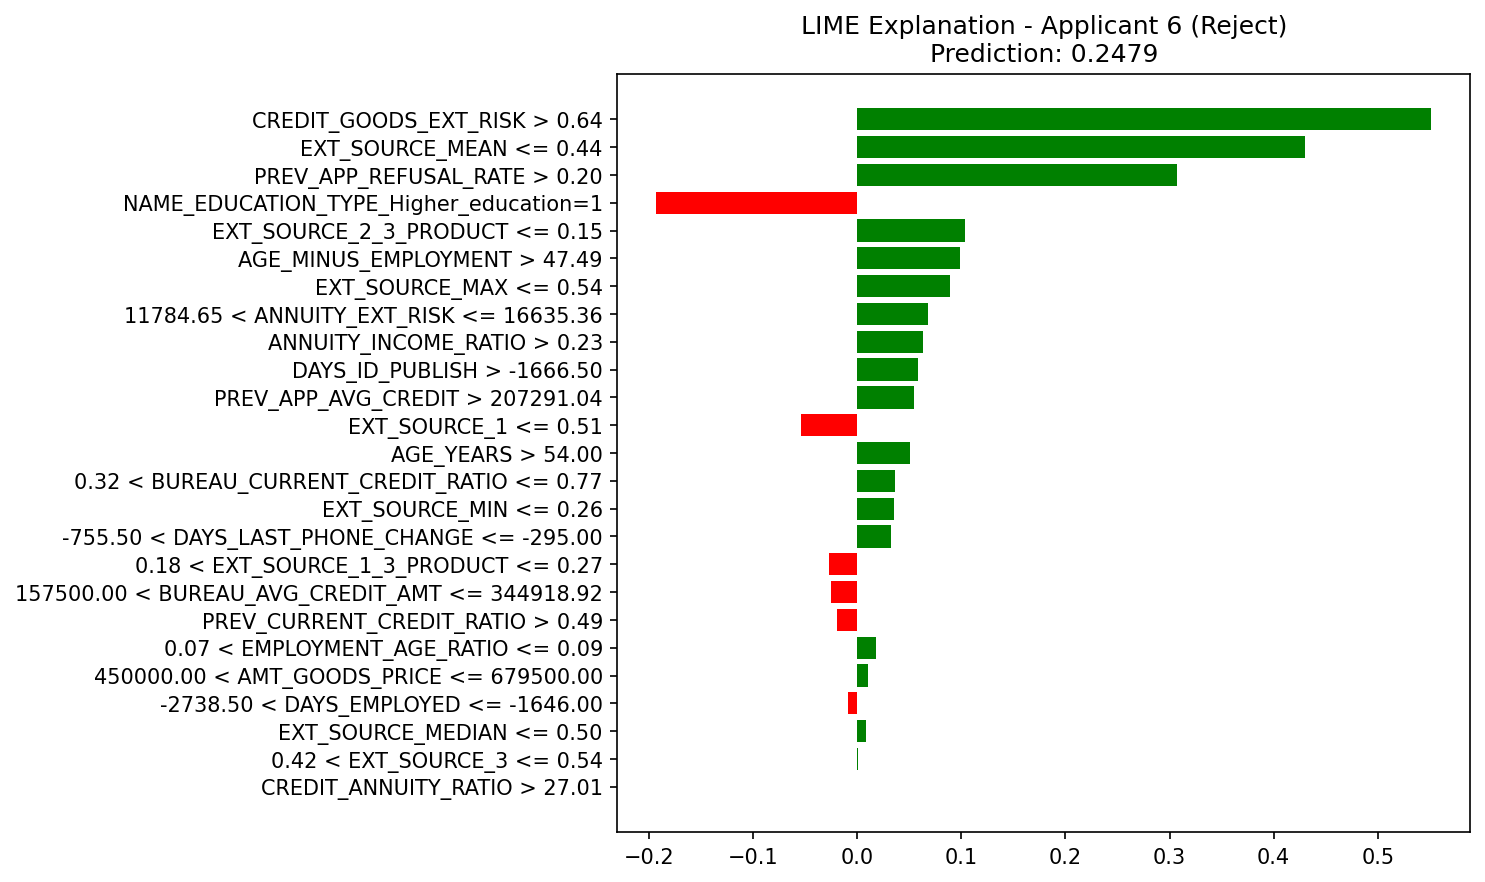 LIME Explanation - Applicant 6 (Reject)
Prediction: 0.2479
CREDIT_GOODS_EXT_RISK > 0.64
EXT_SOURCE_MEAN <= 0.44
PREV_APP_REFUSAL_RATE > 0.20
NAME_EDUCATION_TYPE_Higher_education=1
EXT_SOURCE_2_3_PRODUCT <= 0.15
AGE_MINUS_EMPLOYMENT > 47.49
EXT_SOURCE_MAX <= 0.54
11784.65 < ANNUITY_EXT_RISK <= 16635.36
ANNUITY_INCOME_RATIO > 0.23
DAYS_ID_PUBLISH > -1666.50
PREV_APP_AVG_CREDIT > 207291.04
EXT_SOURCE_1 <= 0.51
AGE_YEARS > 54.00
0.32 < BUREAU_CURRENT_CREDIT_RATIO <= 0.77
EXT_SOURCE_MIN <= 0.26
-755.50 < DAYS_LAST_PHONE_CHANGE <= -295.00
0.18 < EXT_SOURCE_1_3_PRODUCT <= 0.27
157500.00 < BUREAU_AVG_CREDIT_AMT <= 344918.92
PREV_CURRENT_CREDIT_RATIO > 0.49
0.07 < EMPLOYMENT_AGE_RATIO <= 0.09
450000.00 < AMT_GOODS_PRICE <= 679500.00
-2738.50 < DAYS_EMPLOYED <= -1646.00
EXT_SOURCE_MEDIAN <= 0.50
0.42 < EXT_SOURCE_3 <= 0.54
CREDIT_ANNUITY_RATIO > 27.01
−0.2 −0.1 0.0 0.1 0.2 0.3 0.4 0.5